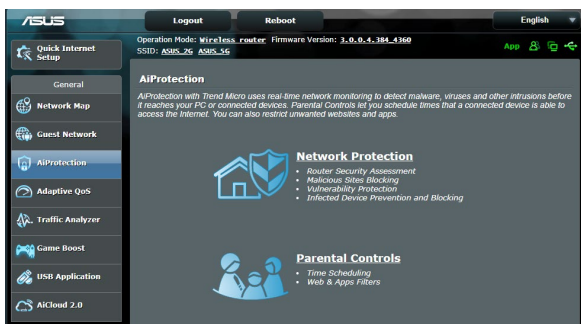 ASUS
Logout
Reboot
English
Quick Internet
Setup
Operation Mode: Wireless router Firmware Version: 3.0.0.4.384_4360
SSID: ASUS_2G ASUS_5G
App
General
Network Map
Guest Network
AiProtection
Adaptive QoS
Traffic Analyzer
Game Boost
USB Application
AiCloud 2.0
AiProtection
AiProtection with Trend Micro uses real-time network monitoring to detect malware, viruses and other intrusions before
it reaches your PC or connected devices. Parental Controls let you schedule times that a connected device is able to
access the Internet. You can also restrict unwanted websites and apps.
Network Protection
• Router Security Assessment
• Malicious Sites Blocking
• Vulnerability Protection
• Infected Device Prevention and Blocking
Parental Controls
• Time Scheduling
• Web & Apps Filters